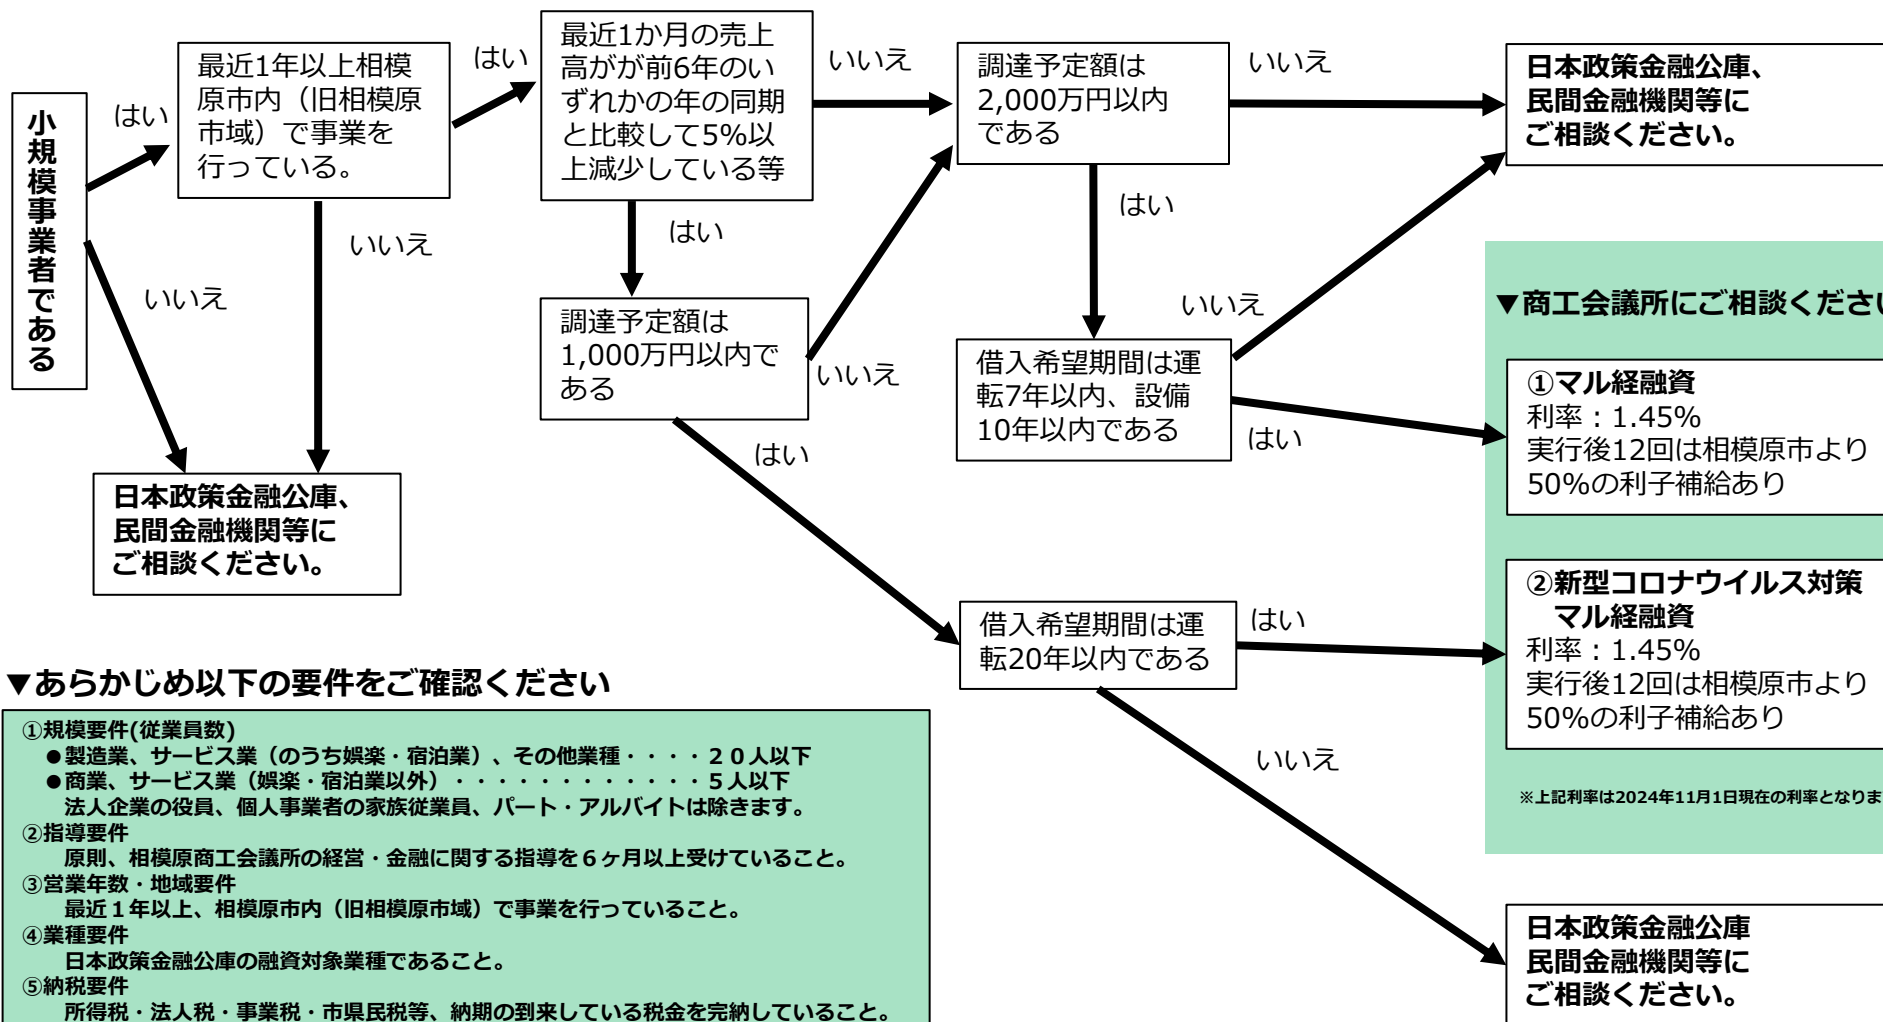 小規模事業者である
はい
いいえ
最近1年以上相模
原市内（旧相模原
市域）で事業を
行っている。
はい
いいえ
日本政策金融公庫、
民間金融機関等に
ご相談ください。
最近1か月の売上
高がが前6年のい
ずれかの年の同期
と比較して5%以
上減少している等
いいえ
はい
調達予定額は
1,000万円以内で
ある
いいえ
はい
調達予定額は
2,000万円以内
である
いいえ
はい
借入希望期間は運
転7年以内、設備
10年以内である
いいえ
はい
借入希望期間は運
転20年以内である
はい
いいえ
日本政策金融公庫、
民間金融機関等に
ご相談ください。
▼商工会議所にご相談ください
①マル経融資
利率：1.45%
実行後12回は相模原市より
50%の利子補給あり
②新型コロナウイルス対策
マル経融資
利率：1.45%
実行後12回は相模原市より
50%の利子補給あり
※上記利率は2024年11月1日現在の利率となりま
日本政策金融公庫
民間金融機関等に
ご相談ください。
▼あらかじめ以下の要件をご確認ください
①規模要件(従業員数)
●製造業、サービス業（のうち娯楽・宿泊業）、その他業種・・・・２０人以下
●商業、サービス業（娯楽・宿泊業以外）・・・・・・・・・・・・５人以下
法人企業の役員、個人事業者の家族従業員、パート・アルバイトは除きます。
②指導要件
原則、相模原商工会議所の経営・金融に関する指導を６ヶ月以上受けていること。
③営業年数・地域要件
最近１年以上、相模原市内（旧相模原市域）で事業を行っていること。
④業種要件
日本政策金融公庫の融資対象業種であること。
⑤納税要件
所得税・法人税・事業税・市県民税等、納期の到来している税金を完納していること。